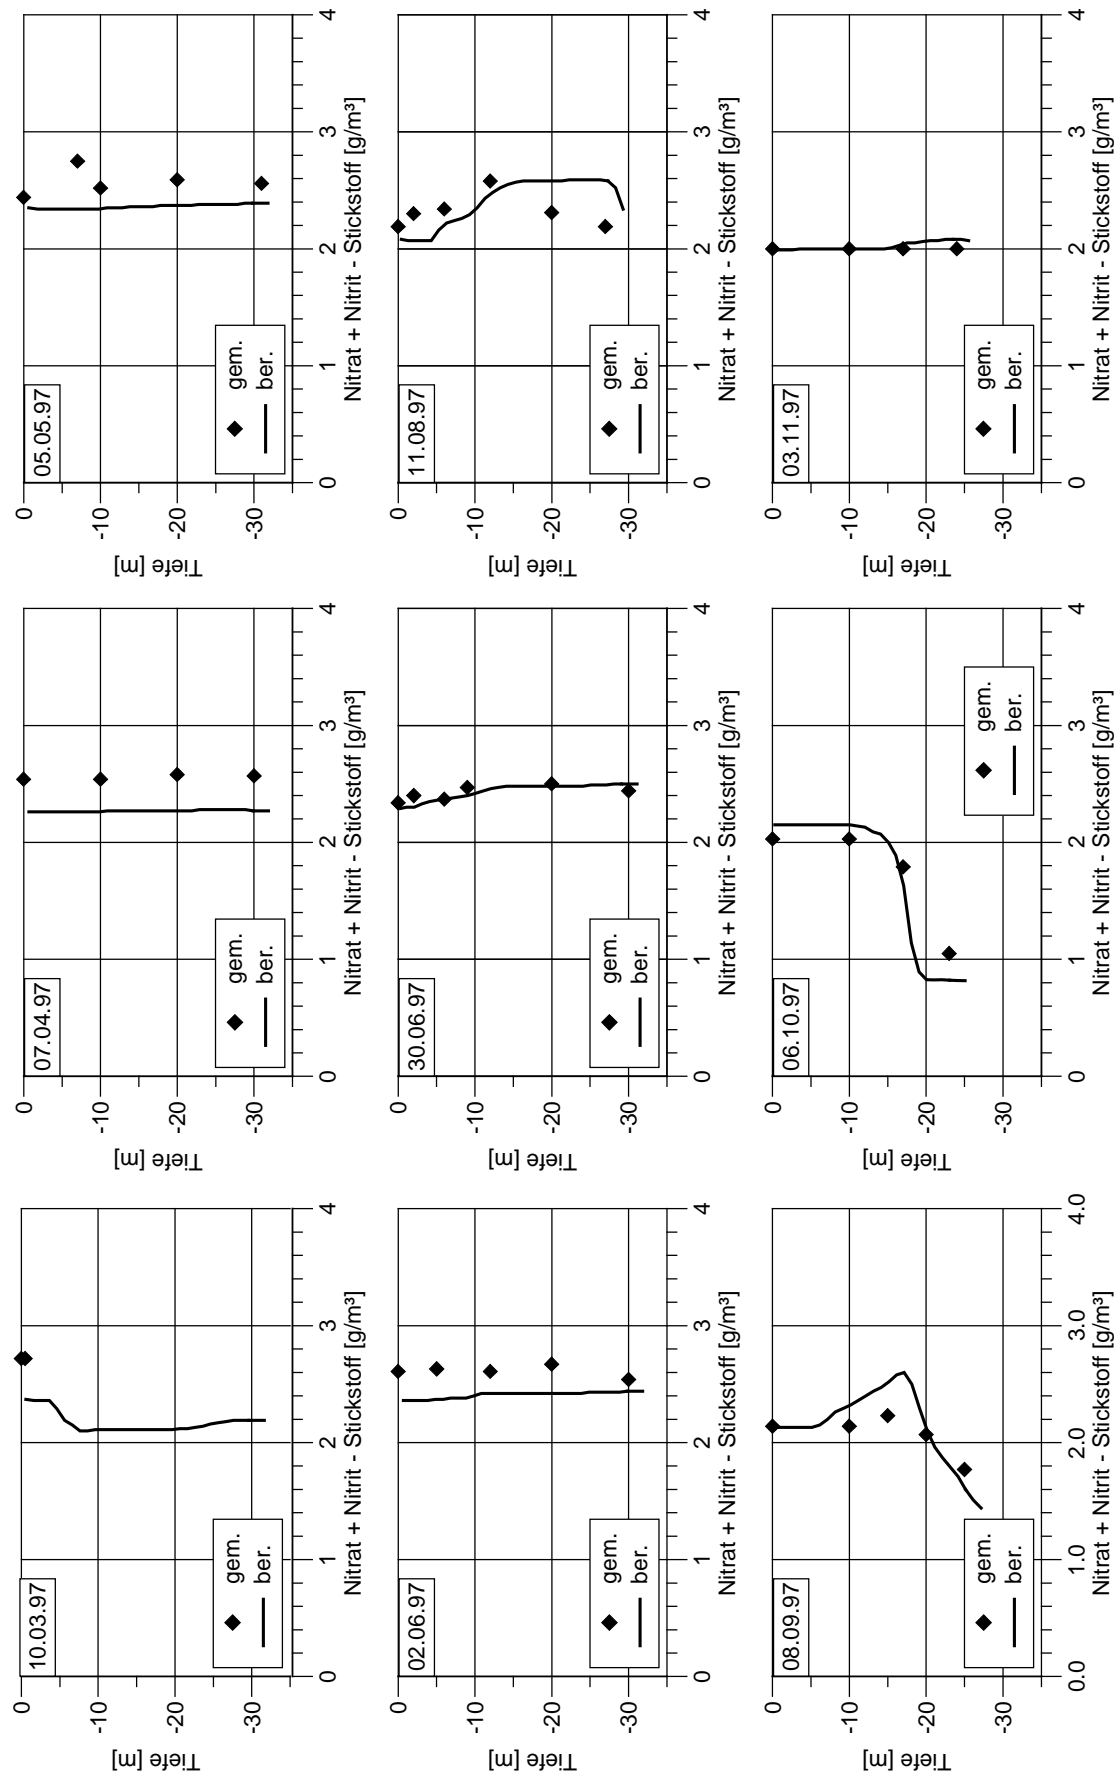 10.03.97
Tiefe [m]
0
-10
-20
-30
gem.
ber.
0 1 2 3 4
Nitrat + Nitrit - Stickstoff [g/m³]
07.04.97
Tiefe [m]
0
-10
-20
-30
gem.
ber.
0 1 2 3 4
Nitrat + Nitrit - Stickstoff [g/m³]
05.05.97
Tiefe [m]
0
-10
-20
-30
gem.
ber.
0 1 2 3 4
Nitrat + Nitrit - Stickstoff [g/m³]
02.06.97
Tiefe [m]
0
-10
-20
-30
gem.
ber.
0 1 2 3 4
Nitrat + Nitrit - Stickstoff [g/m³]
30.06.97
Tiefe [m]
0
-10
-20
-30
gem.
ber.
0 1 2 3 4
Nitrat + Nitrit - Stickstoff [g/m³]
11.08.97
Tiefe [m]
0
-10
-20
-30
gem.
ber.
0 1 2 3 4
Nitrat + Nitrit - Stickstoff [g/m³]
08.09.97
Tiefe [m]
0
-10
-20
-30
gem.
ber.
0.0 1.0 2.0 3.0 4.0
Nitrat + Nitrit - Stickstoff [g/m³]
06.10.97
Tiefe [m]
0
-10
-20
-30
gem.
ber.
0 1 2 3 4
Nitrat + Nitrit - Stickstoff [g/m³]
03.11.97
Tiefe [m]
0
-10
-20
-30
gem.
ber.
0 1 2 3 4
Nitrat + Nitrit - Stickstoff [g/m³]